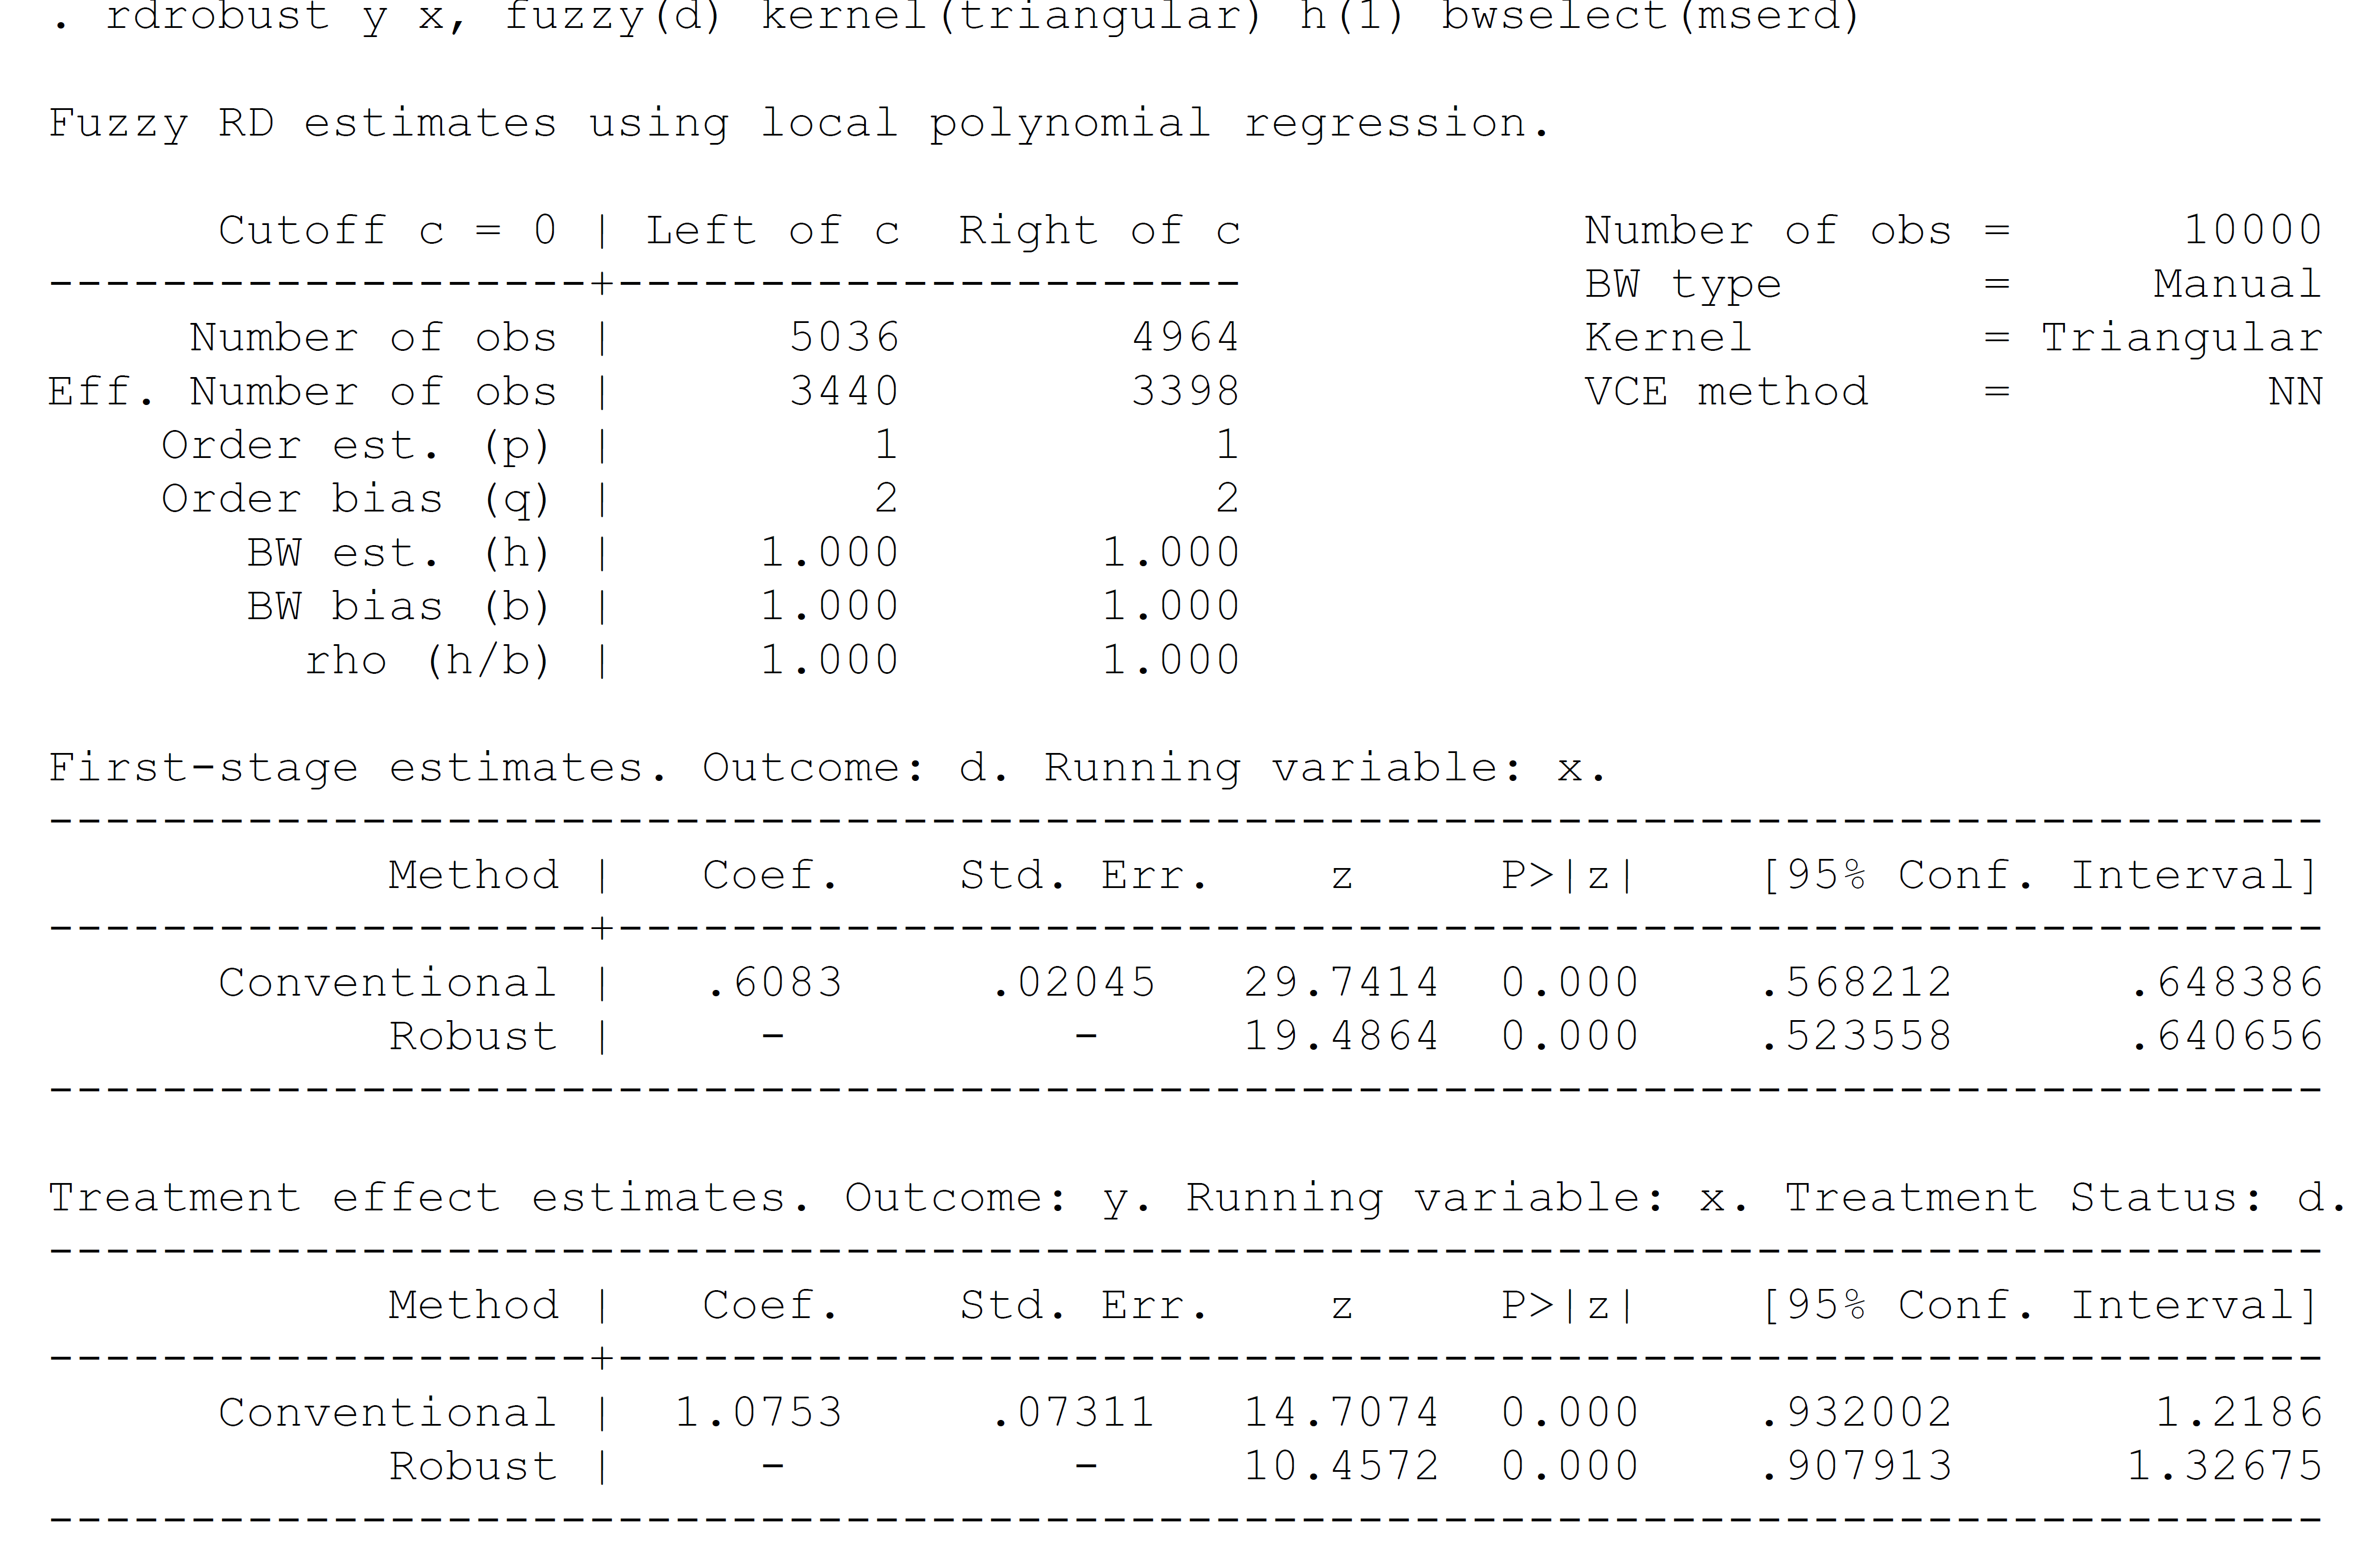 . rdrobust y x, fuzzy(d) kernel(triangular) h(1) bwselect(mserd)
Fuzzy RD estimates using local polynomial regression.
      Cutoff c = 0 | Left of c  Right of c            Number of obs =      10000
-------------------+----------------------            BW type       =     Manual
     Number of obs |      5036        4964            Kernel        = Triangular
Eff. Number of obs |      3440        3398            VCE method    =         NN
    Order est. (p) |         1           1
    Order bias (q) |         2           2
       BW est. (h) |     1.000       1.000
       BW bias (b) |     1.000       1.000
         rho (h/b) |     1.000       1.000
First-stage estimates. Outcome: d. Running variable: x.
--------------------------------------------------------------------------------
            Method |   Coef.    Std. Err.    z     P>|z|    [95% Conf. Interval]
-------------------+------------------------------------------------------------
      Conventional |   .6083     .02045   29.7414  0.000    .568212      .648386
            Robust |     -          -     19.4864  0.000    .523558      .640656
--------------------------------------------------------------------------------
Treatment effect estimates. Outcome: y. Running variable: x. Treatment Status: d.
--------------------------------------------------------------------------------
            Method |   Coef.    Std. Err.    z     P>|z|    [95% Conf. Interval]
-------------------+------------------------------------------------------------
      Conventional |  1.0753     .07311   14.7074  0.000    .932002       1.2186
            Robust |     -          -     10.4572  0.000    .907913      1.32675
--------------------------------------------------------------------------------